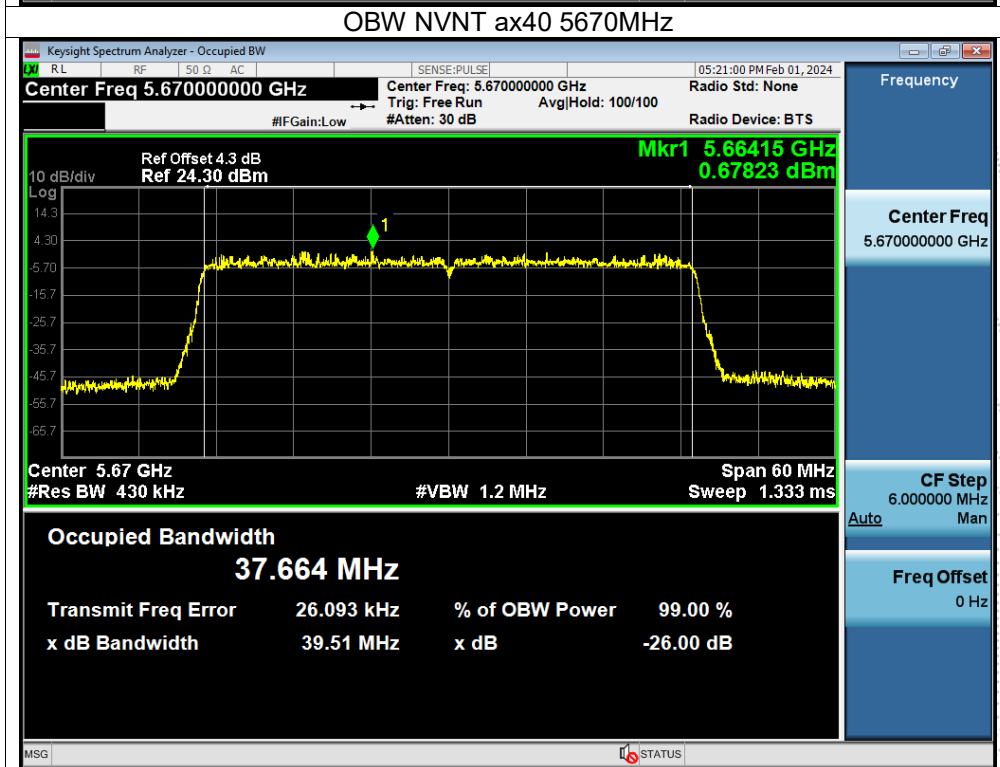 OBW NVNT ax40 5670MHz
Keysight Spectrum Analyzer - Occupied BW
LXI RL RF 50 Ω AC SENSE:PULSE 05:21:00 PM Feb 01, 2024
Center Freq 5.670000000 GHz
Center Freq: 5.670000000 GHz
Radio Std: None
Trig: Free Run Avg|Hold: 100/100
#IFGain:Low
#Atten: 30 dB
Radio Device: BTS
Frequency
Mkr1 5.66415 GHz
0.67823 dBm
Ref Offset 4.3 dB
10 dB/div Ref 24.30 dBm
Log
14.3
1
4.30
-5.70
-15.7
-25.7
-35.7
-45.7
-55.7
-65.7
Center 5.67 GHz Span 60 MHz
#Res BW 430 kHz #VBW 1.2 MHz Sweep 1.333 ms
Center Freq
5.670000000 GHz
CF Step
6.000000 MHz
Auto Man
Freq Offset
0 Hz
Occupied Bandwidth
37.664 MHz
Transmit Freq Error 26.093 kHz % of OBW Power 99.00 %
x dB Bandwidth 39.51 MHz x dB -26.00 dB
MSG STATUS